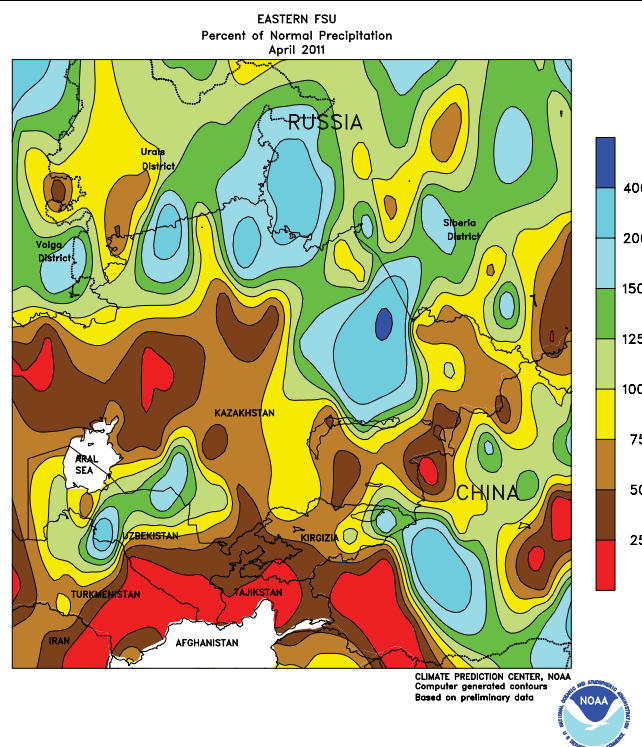 EASTERN FSU
Percent of Normal Precipitation
April 2011
RUSSIA
Urals
District
Siberia
District
Volga
District
400
200
150
125
100
75
50
25
KAZAKHSTAN
ARAL
SEA
CHINA
UZBEKISTAN
KIRGIZIA
TURKMENISTAN
TAJIKSTAN
IRAN
AFGHANISTAN
CLIMATE PREDICTION CENTER, NOAA
Computer generated contours
Based on preliminary data
NOAA